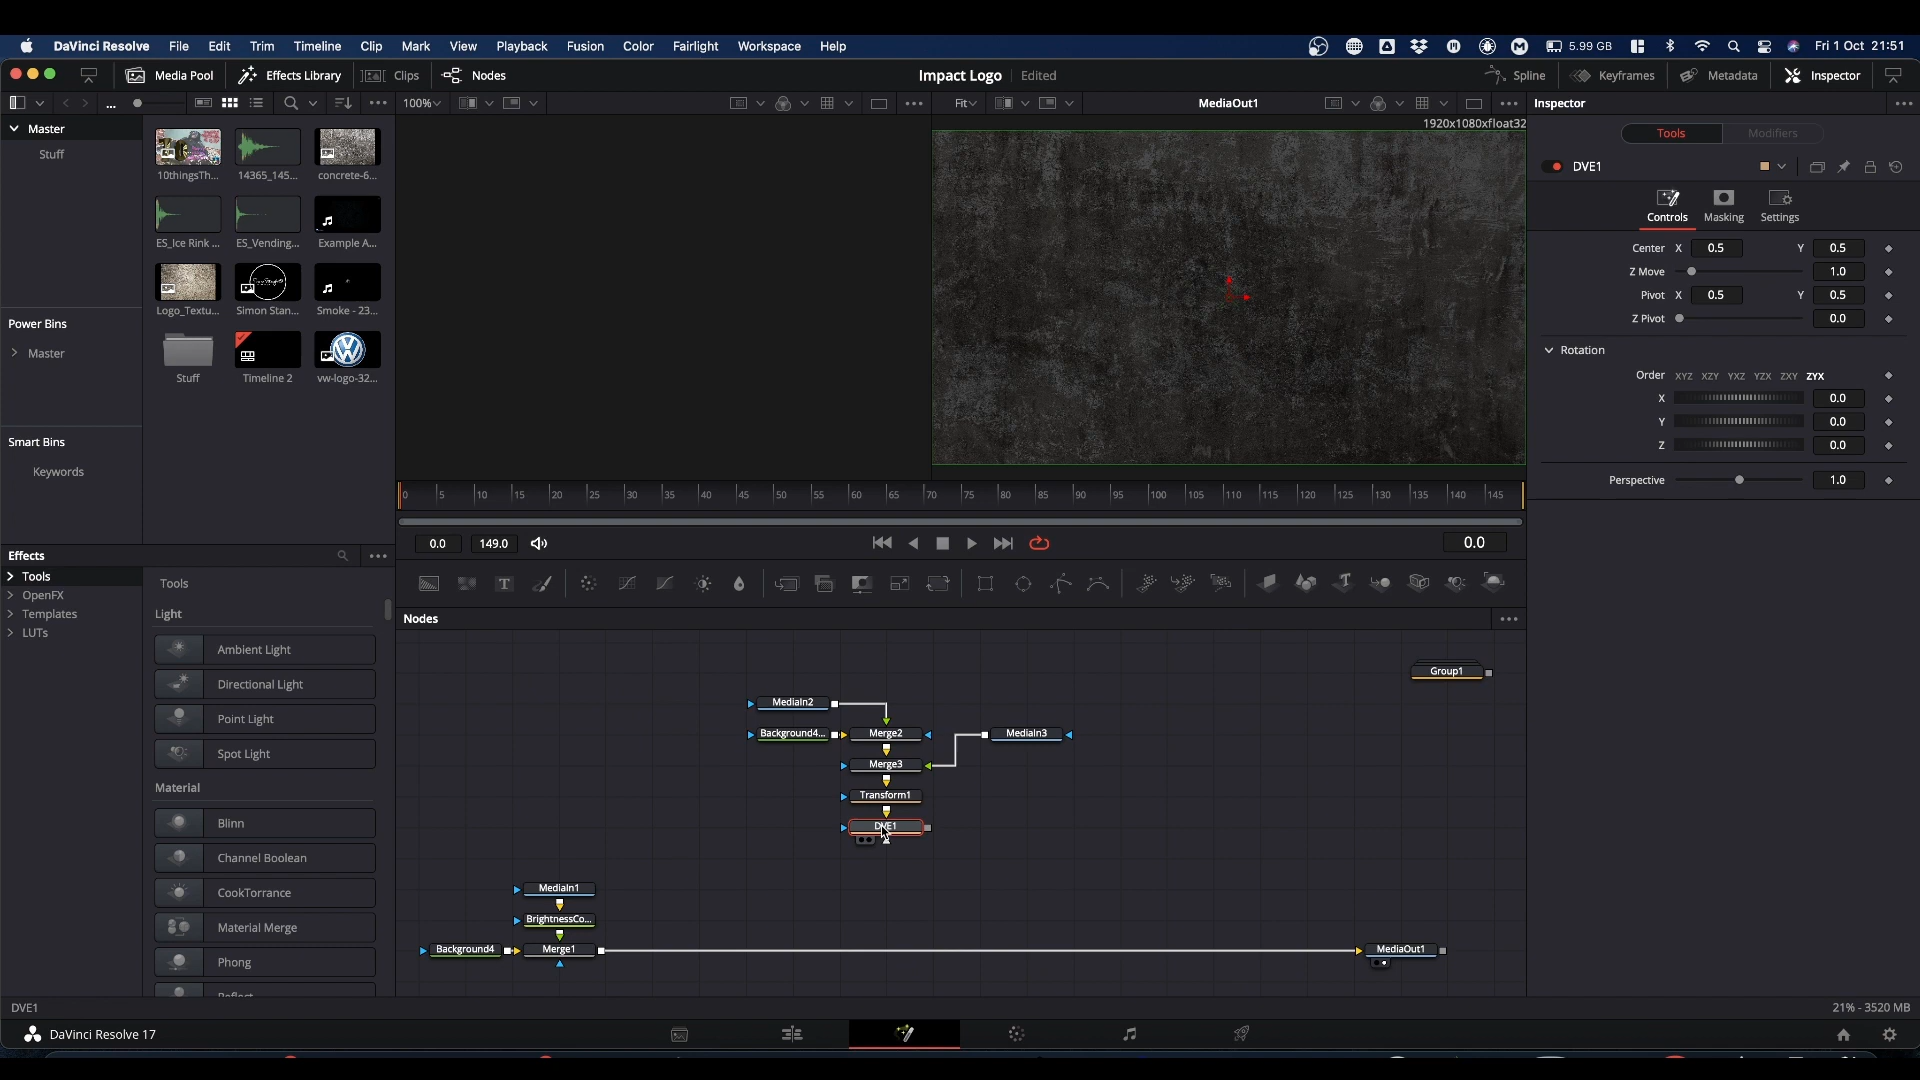 DaVinci Resolve File Edit Trim Timeline Clip Mark View Playback Fusion Color Fairlight Workspace Help 5.99 GB Fri 1 Oct 21:51
Media Pool Effects Library Clips Nodes Impact Logo Edited Spline Keyframes Metadata Inspector
... 100% Fit MediaOut1 Inspector
1920x1080xfloat32
Master
Stuff
10thingsTh... 14365_145... concrete-6...
ES_Ice Rink ... ES_Vending... Example A...
Logo_Textu... Simon Stan... Smoke - 23...
Stuff Timeline 2 vw-logo-32...
Power Bins
Master
Smart Bins
Keywords
Tools Modifiers
DVE1
Controls Masking Settings
Center X 0.5 Y 0.5
Z Move 1.0
Pivot X 0.5 Y 0.5
Z Pivot 0.0
Rotation
Order XYZ XZY YXZ YZX ZXY ZYX
X 0.0
Y 0.0
Z 0.0
Perspective 1.0
0 5 10 15 20 25 30 35 40 45 50 55 60 65 70 75 80 85 90 95 100 105 110 115 120 125 130 135 140 145
0.0 149.0 0.0
Effects
Tools
OpenFX
Templates
LUTs
Tools
Light
Ambient Light
Directional Light
Point Light
Spot Light
Material
Blinn
Channel Boolean
CookTorrance
Material Merge
Phong
Reflect
Nodes
Group1
MediaIn2
Background4... Merge2 MediaIn3
Merge3
Transform1
DVE1
MediaIn1
BrightnessCo...
Background4 Merge1 MediaOut1
DVE1 21% - 3520 MB
DaVinci Resolve 17